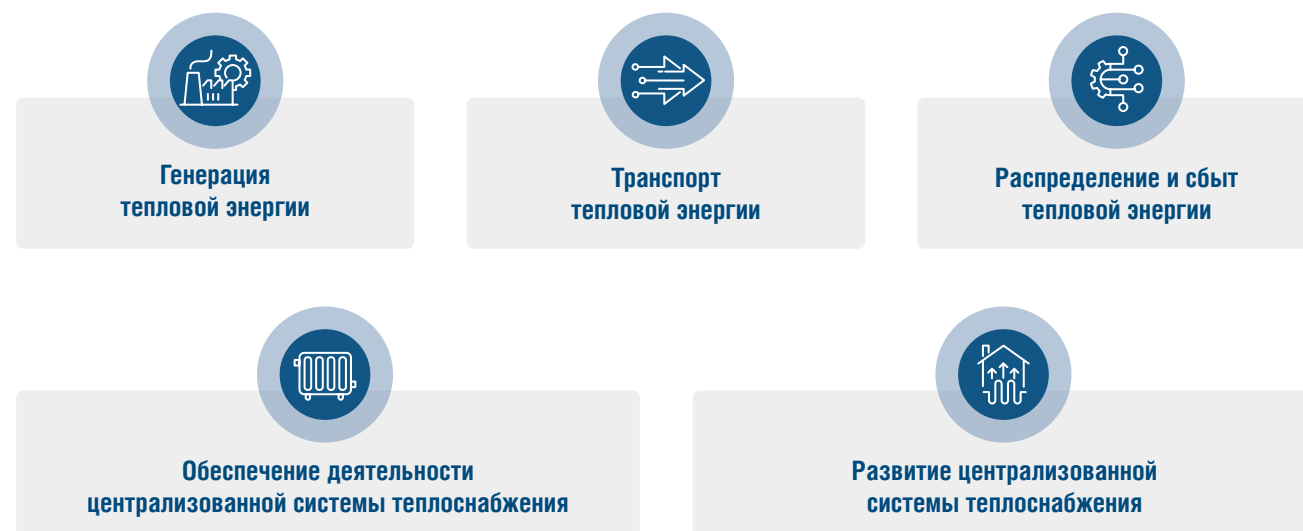 Генерация
тепловой энергии
Транспорт
тепловой энергии
Распределение и сбыт
тепловой энергии
Обеспечение деятельности
централизованной системы теплоснабжения
Развитие централизованной
системы теплоснабжения